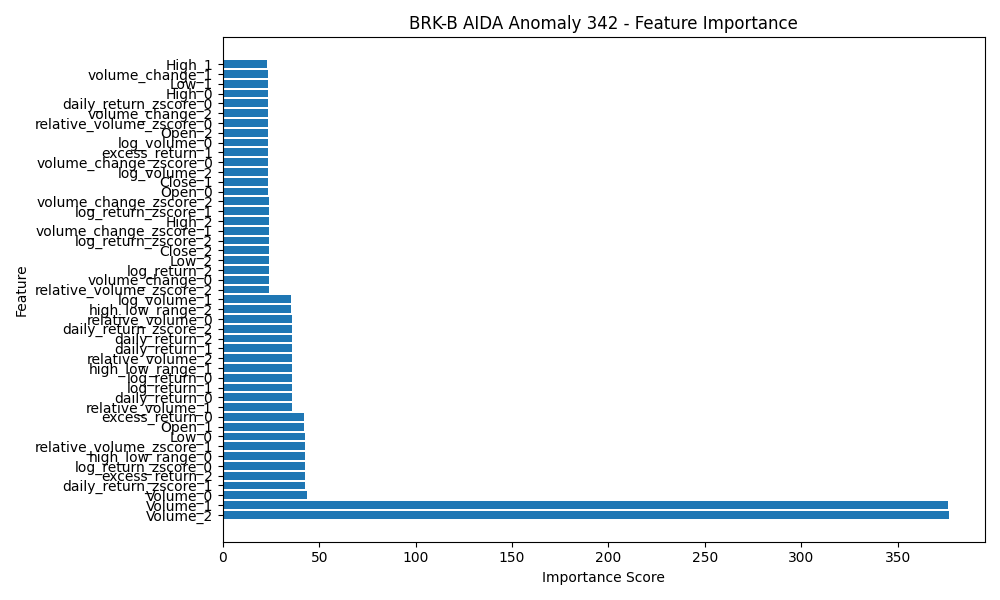 BRK-B AIDA Anomaly 342 - Feature Importance
High_1
volume_change_1
Low_1
High_0
daily_return_zscore_0
volume_change_2
relative_volume_zscore_0
Open_2
log_volume_0
excess_return_1
volume_change_zscore_0
log_volume_2
Close_1
Open_0
volume_change_zscore_2
log_return_zscore_1
High_2
volume_change_zscore_1
log_return_zscore_2
Close_2
Low_2
log_return_2
volume_change_0
relative_volume_zscore_2
log_volume_1
high_low_range_2
relative_volume_0
daily_return_zscore_2
daily_return_2
daily_return_1
relative_volume_2
high_low_range_1
log_return_0
log_return_1
daily_return_0
relative_volume_1
excess_return_0
Open_1
Low_0
relative_volume_zscore_1
high_low_range_0
log_return_zscore_0
excess_return_2
daily_return_zscore_1
Volume_0
Volume_1
Volume_2
Feature
0 50 100 150 200 250 300 350
Importance Score